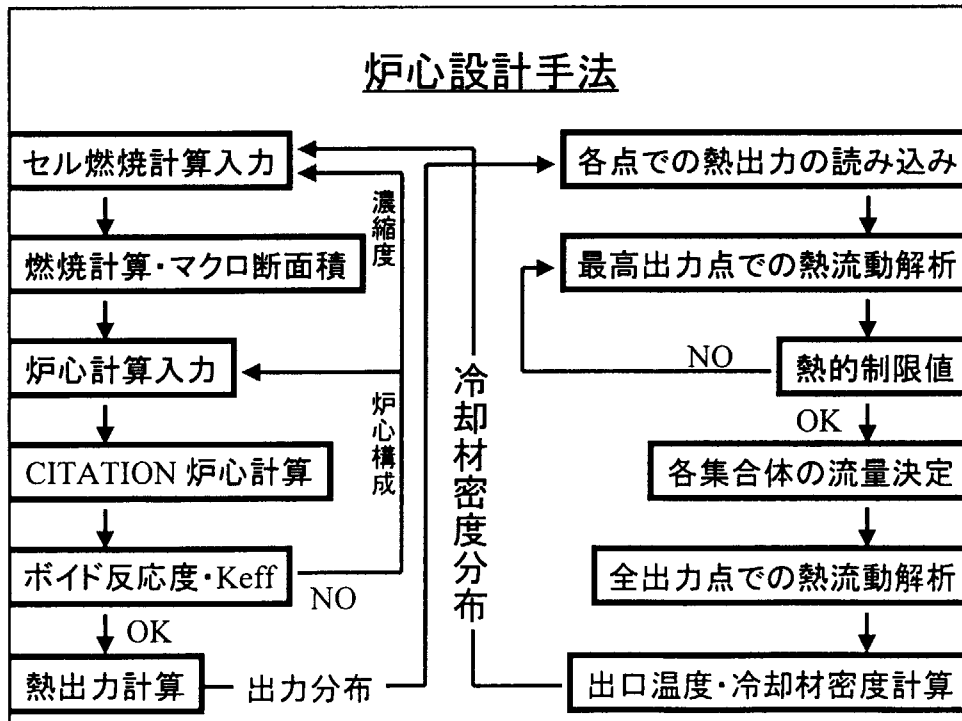 炉心設計手法
セル燃焼計算入力
燃焼計算・マクロ断面積
炉心計算入力
CITATION 炉心計算
ボイド反応度・Keff
NO
OK
熱出力計算
出力分布
濃縮度
炉心構成
冷却材密度分布
各点での熱出力の読み込み
最高出力点での熱流動解析
NO
熱的制限値
OK
各集合体の流量決定
全出力点での熱流動解析
出口温度・冷却材密度計算